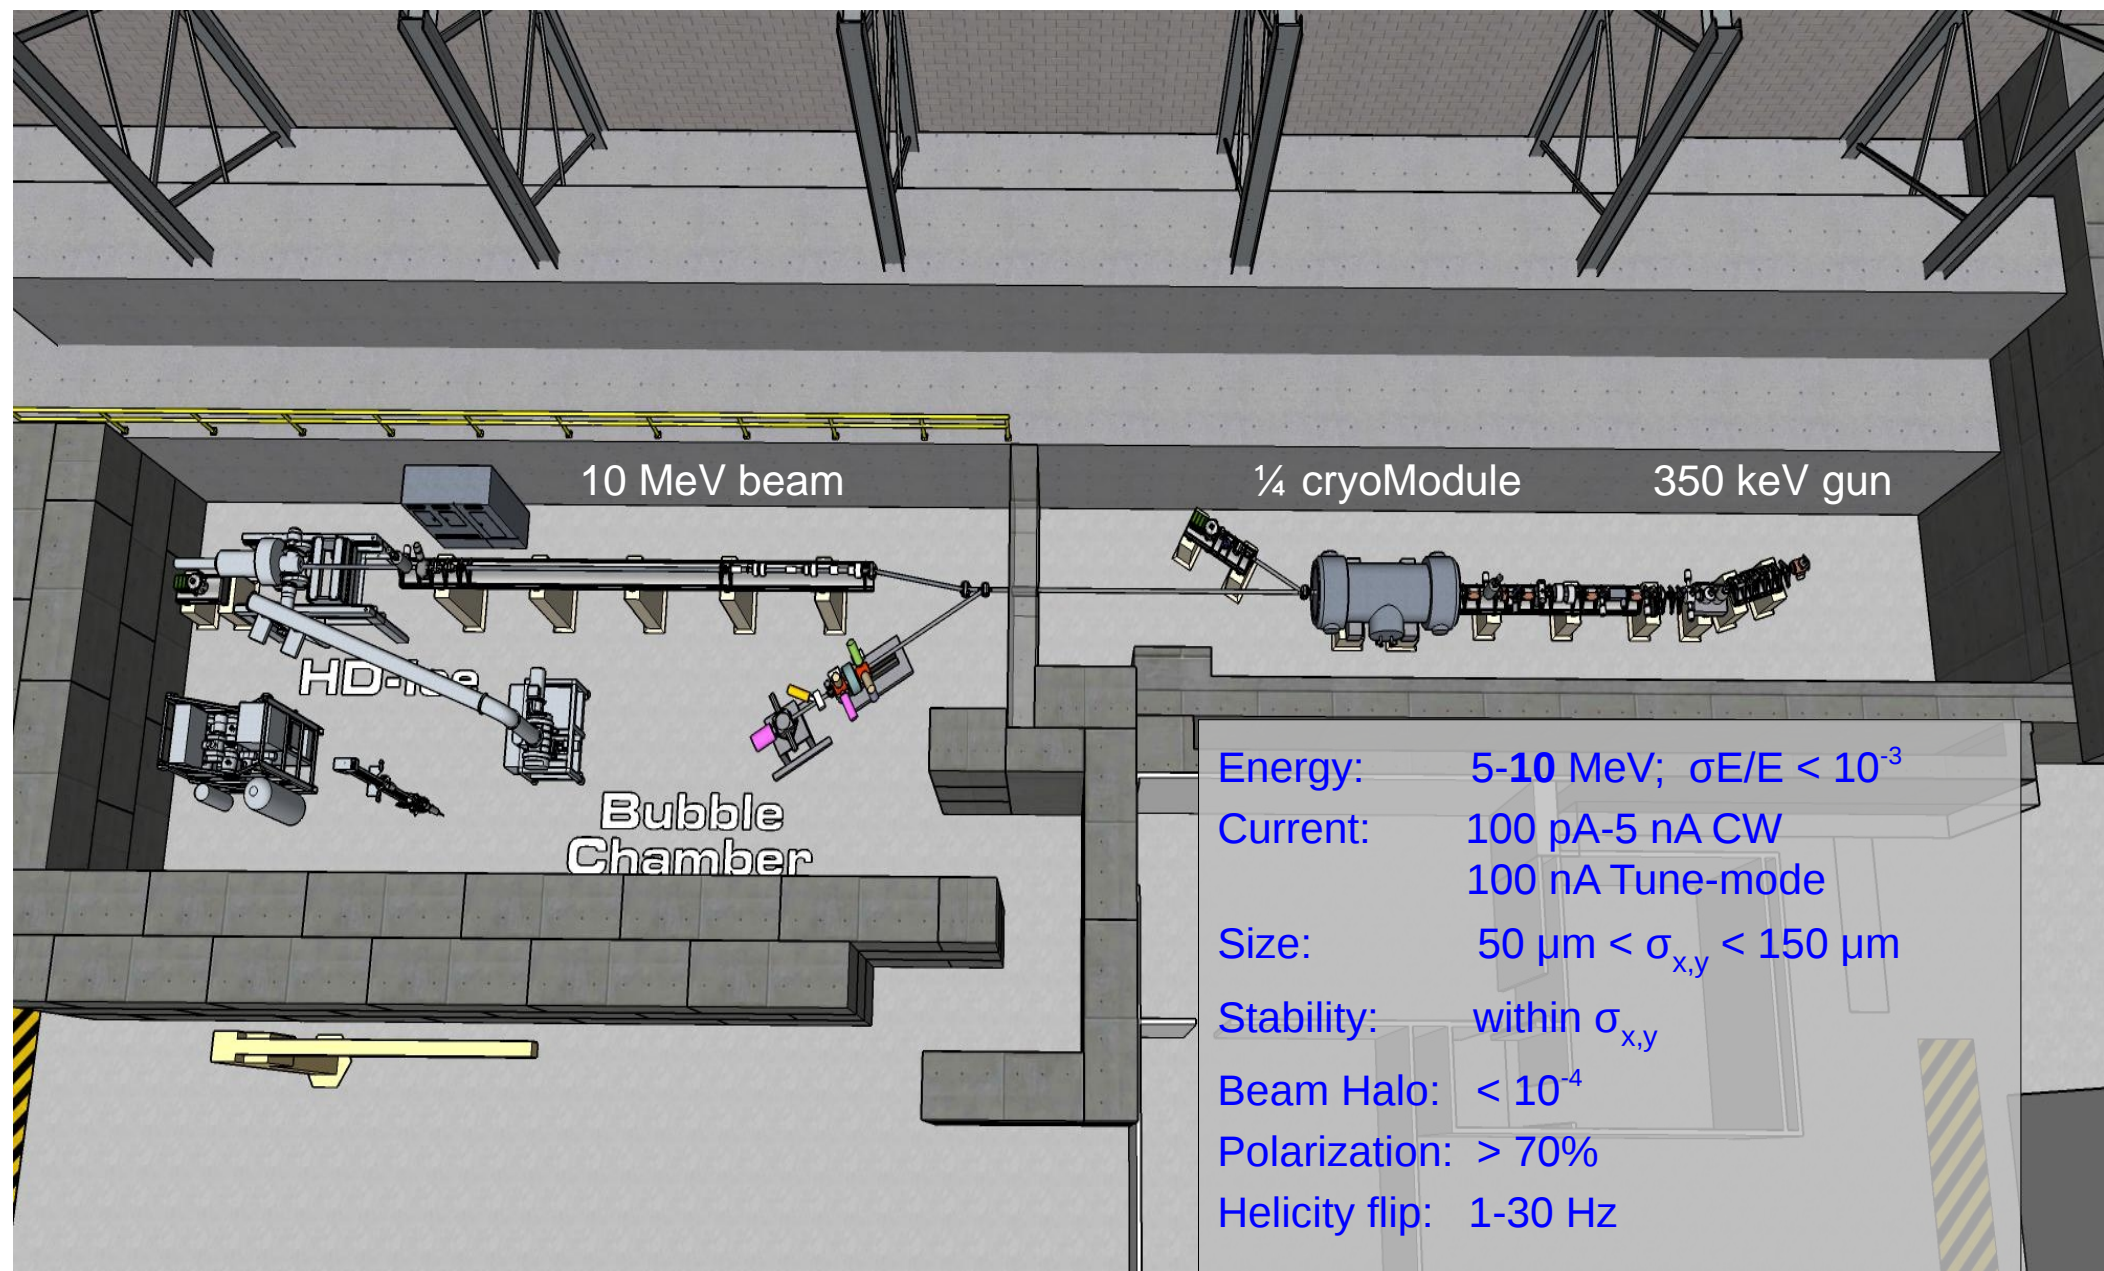 10 MeV beam
¼ cryoModule
350 keV gun
HD-Ice
Bubble
Chamber
Energy: 5-10 MeV; σE/E < 10⁻³
Current: 100 pA-5 nA CW
100 nA Tune-mode
Size: 50 μm < σx,y < 150 μm
Stability: within σx,y
Beam Halo: < 10⁻⁴
Polarization: > 70%
Helicity flip: 1-30 Hz